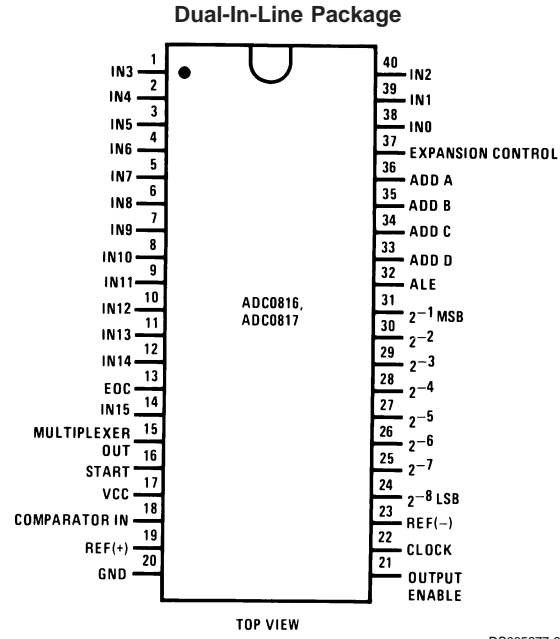 Dual-In-Line Package
1
IN3
2
IN4
3
IN5
4
IN6
5
IN7
6
IN8
7
IN9
8
IN10
9
IN11
10
IN12
11
IN13
12
IN14
13
EOC
14
IN15
15
MULTIPLEXER
OUT
16
START
17
VCC
18
COMPARATOR IN
19
REF(+)
20
GND
ADC0816,
ADC0817
40
IN2
39
IN1
38
IN0
37
EXPANSION CONTROL
36
ADD A
35
ADD B
34
ADD C
33
ADD D
32
ALE
31
2⁻¹ MSB
30
2⁻²
29
2⁻³
28
2⁻⁴
27
2⁻⁵
26
2⁻⁶
25
2⁻⁷
24
2⁻⁸ LSB
23
REF(−)
22
CLOCK
21
OUTPUT
ENABLE
TOP VIEW